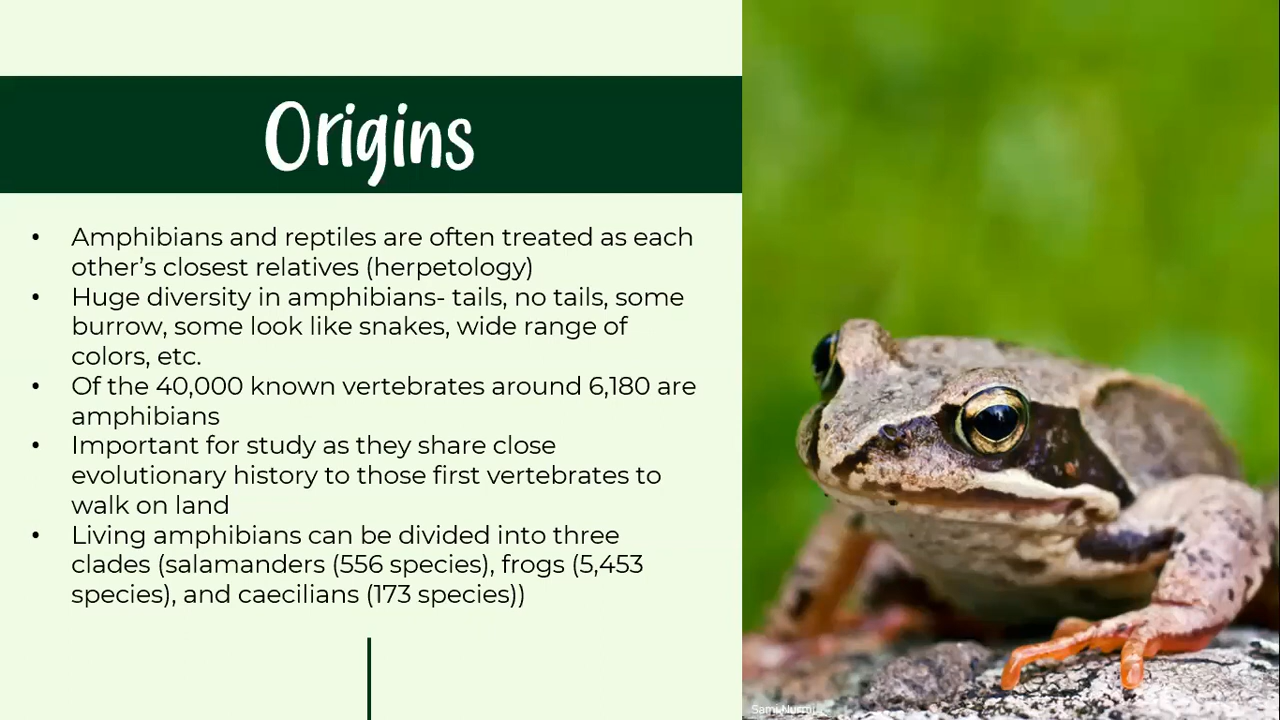 Origins
• Amphibians and reptiles are often treated as each
other's closest relatives (herpetology)
• Huge diversity in amphibians- tails, no tails, some
burrow, some look like snakes, wide range of
colors, etc.
• Of the 40,000 known vertebrates around 6,180 are
amphibians
• Important for study as they share close
evolutionary history to those first vertebrates to
walk on land
• Living amphibians can be divided into three
clades (salamanders (556 species), frogs (5,453
species), and caecilians (173 species))
Sami Nurmi